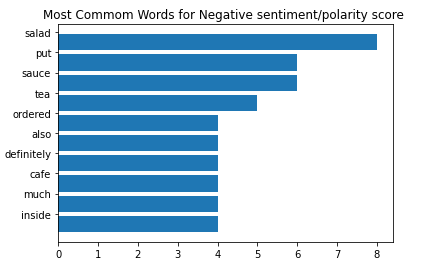 Most Commom Words for Negative sentiment/polarity score
salad
put
sauce
tea
ordered
also
definitely
cafe
much
inside
0 1 2 3 4 5 6 7 8